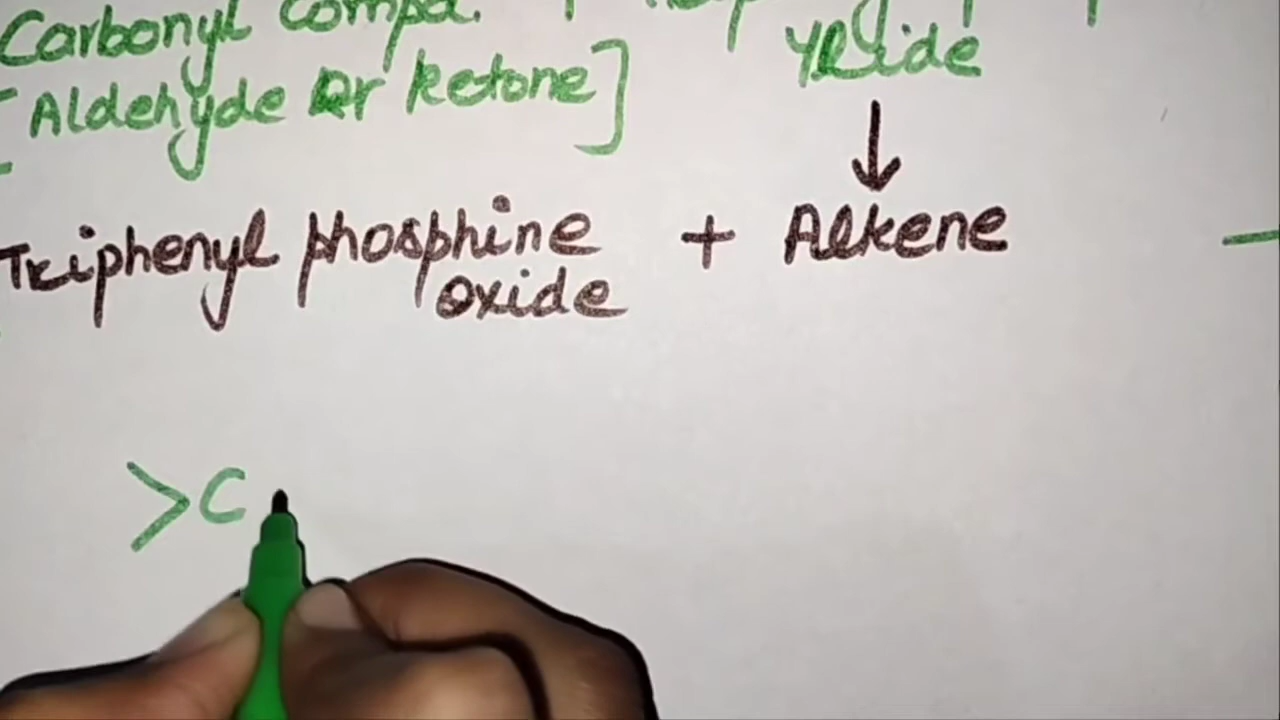 Carbonyl Compd. +
[Aldehyde Or ketone] Ylide
↓
Triphenyl phosphine oxide + Alkene
>C